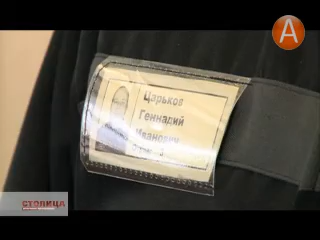 А
Царьков
Геннадий
Иванович
СТОЛИЦА